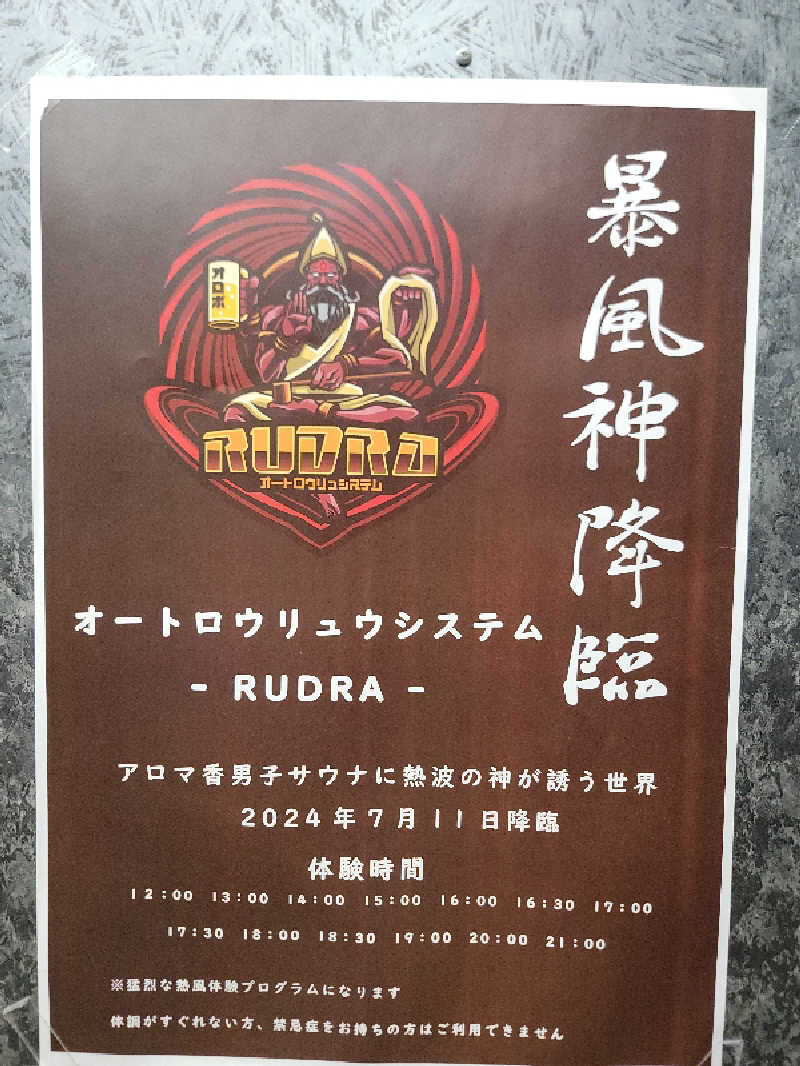 暴風神降臨
オロポ
RUDRA
オートロウリュシステム
オートロウリュウシステム
- RUDRA -
アロマ香男子サウナに熱波の神が誘う世界
2024年7月11日降臨
体験時間
12:00 13:00 14:00 15:00 16:00 16:30 17:00
17:30 18:00 18:30 19:00 20:00 21:00
※猛烈な熱風体験プログラムになります
体調がすぐれない方、禁忌症をお持ちの方はご利用できません